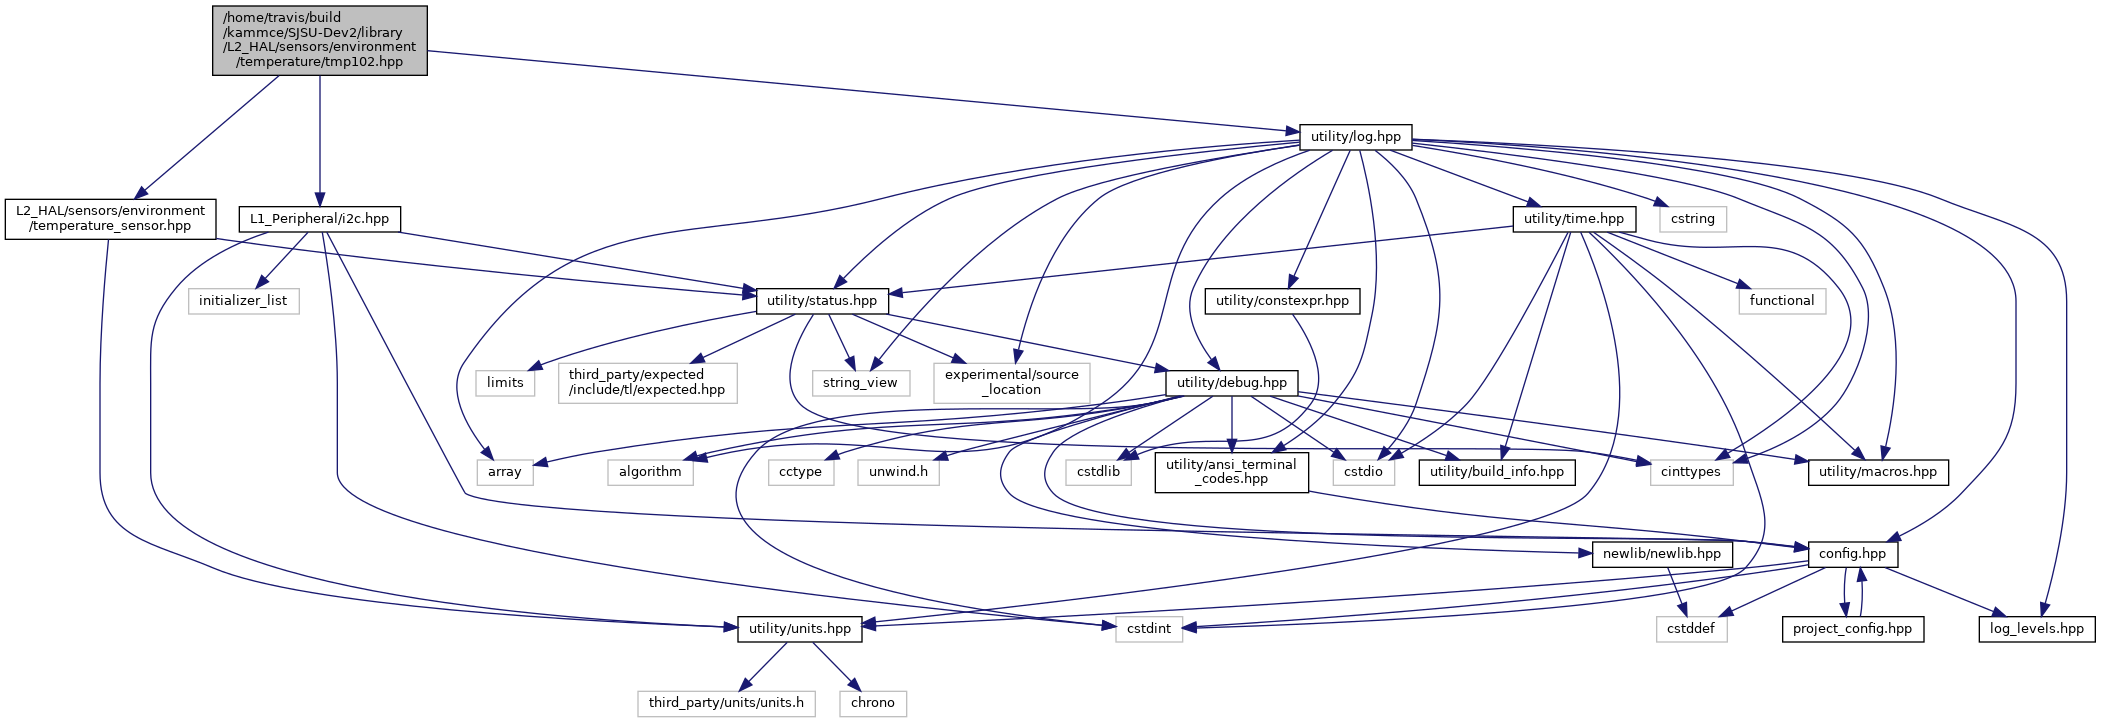 /home/travis/build
/kammce/SJSU-Dev2/library
/L2_HAL/sensors/environment
/temperature/tmp102.hpp
utility/log.hpp
L2_HAL/sensors/environment
/temperature_sensor.hpp
L1_Peripheral/i2c.hpp
utility/time.hpp
cstring
initializer_list
utility/status.hpp
utility/constexpr.hpp
functional
limits
third_party/expected
/include/tl/expected.hpp
string_view
experimental/source
_location
utility/debug.hpp
array
algorithm
cctype
unwind.h
cstdlib
utility/ansi_terminal
_codes.hpp
cstdio
utility/build_info.hpp
cinttypes
utility/macros.hpp
newlib/newlib.hpp
config.hpp
utility/units.hpp
cstdint
cstddef
project_config.hpp
log_levels.hpp
third_party/units/units.h
chrono